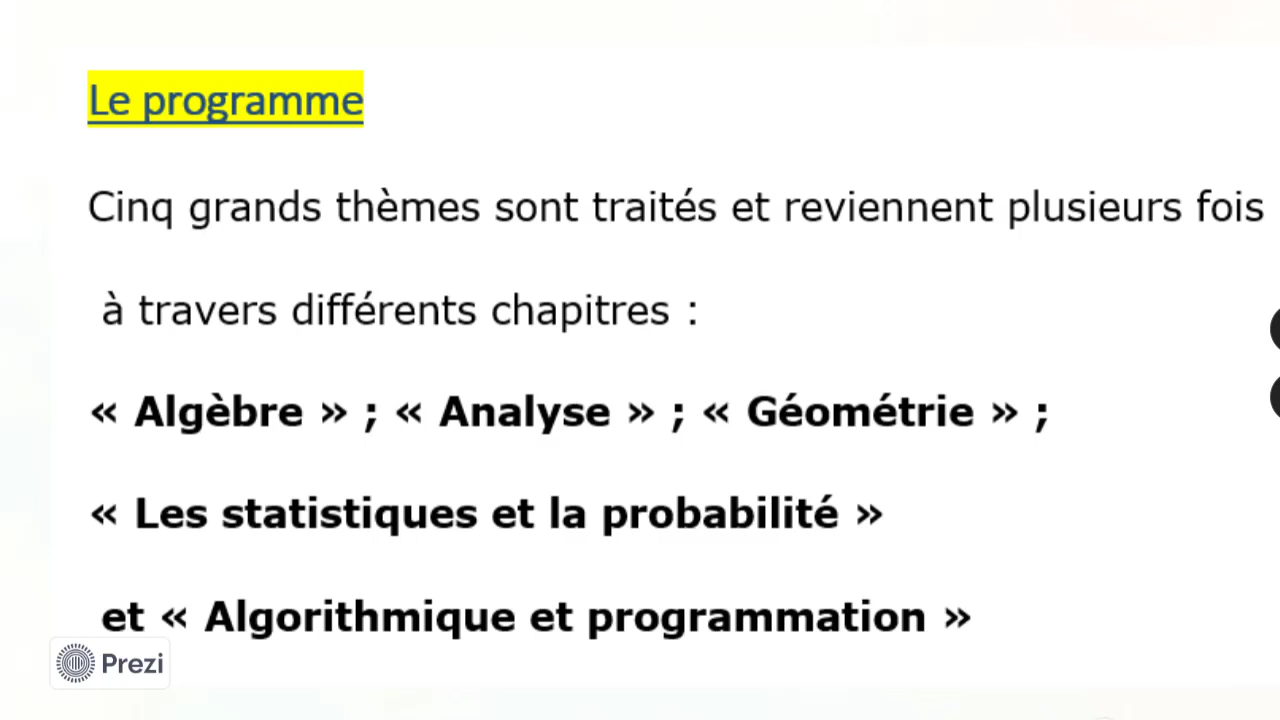 Le programme
Cinq grands thèmes sont traités et reviennent plusieurs fois
à travers différents chapitres :
« Algèbre » ; « Analyse » ; « Géométrie » ;
« Les statistiques et la probabilité »
et « Algorithmique et programmation »
Prezi